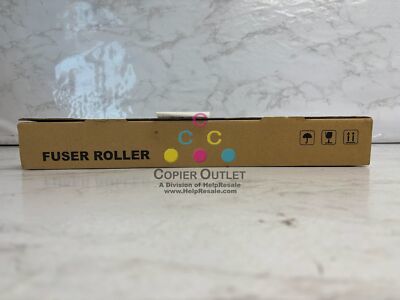 e
c c
FUSER ROLLER
COPIER OUTLET
A Division of HelpResale
www.HelpResale.com